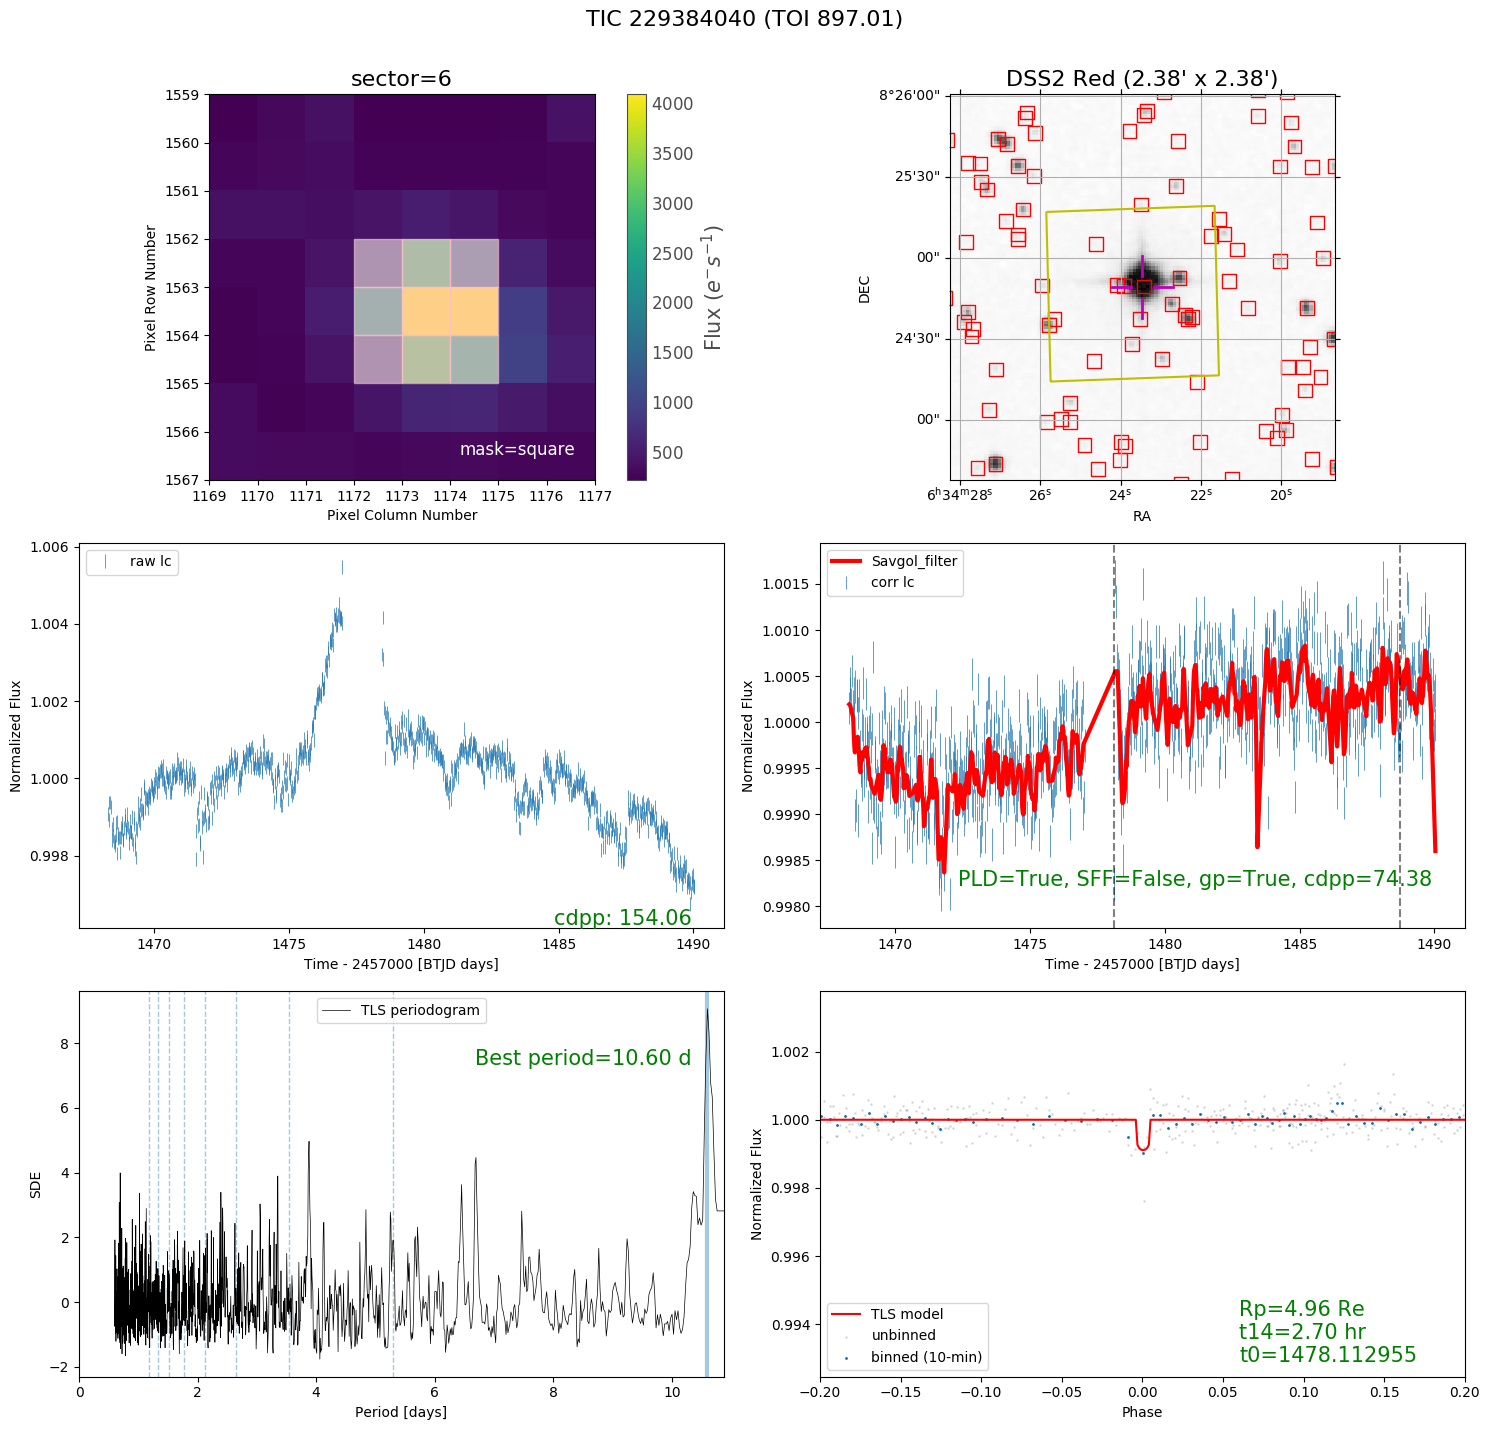 TIC 229384040 (TOI 897.01)
sector=6
1559
1560
1561
1562
1563
1564
1565
1566
1567
Pixel Row Number
mask=square
1169 1170 1171 1172 1173 1174 1175 1176 1177
Pixel Column Number
4000
3500
3000
2500
2000
1500
1000
500
Flux (e⁻s⁻¹)
DSS2 Red (2.38' x 2.38')
8°26'00"
25'30"
00"
24'30"
00"
DEC
6ʰ34ᵐ28ˢ 26ˢ 24ˢ 22ˢ 20ˢ
RA
raw lc
1.006
1.004
1.002
1.000
0.998
Normalized Flux
cdpp: 154.06
1470 1475 1480 1485 1490
Time - 2457000 [BTJD days]
Savgol_filter
corr lc
1.0015
1.0010
1.0005
1.0000
0.9995
0.9990
0.9985
0.9980
Normalized Flux
PLD=True, SFF=False, gp=True, cdpp=74.38
1470 1475 1480 1485 1490
Time - 2457000 [BTJD days]
TLS periodogram
Best period=10.60 d
8
6
4
2
0
−2
SDE
0 2 4 6 8 10
Period [days]
1.002
1.000
0.998
0.996
0.994
Normalized Flux
TLS model
unbinned
binned (10-min)
Rp=4.96 Re
t14=2.70 hr
t0=1478.112955
−0.20 −0.15 −0.10 −0.05 0.00 0.05 0.10 0.15 0.20
Phase